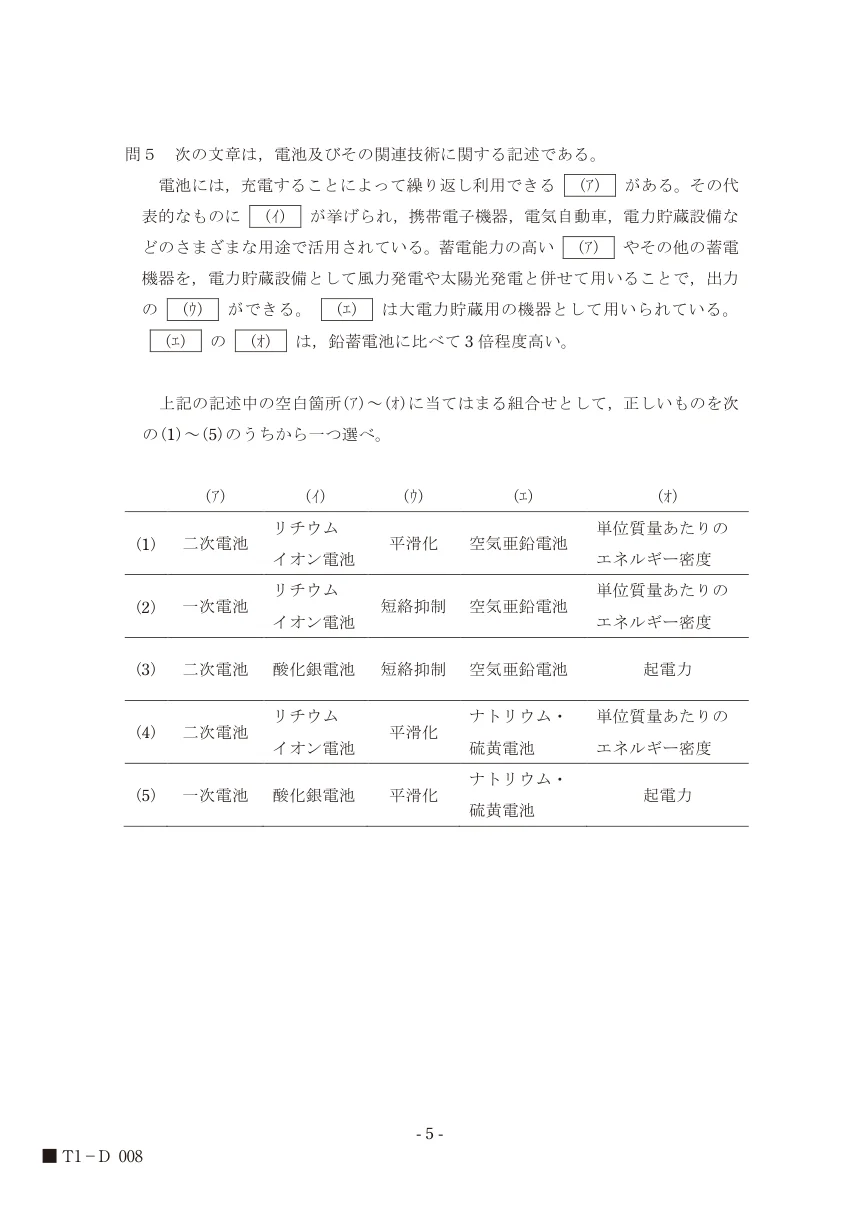 問5 次の文章は，電池及びその関連技術に関する記述である。
電池には，充電することによって繰り返し利用できる (ｱ) がある。その代
表的なものに (ｲ) が挙げられ，携帯電子機器，電気自動車，電力貯蔵設備な
どのさまざまな用途で活用されている。蓄電能力の高い (ｱ) やその他の蓄電
機器を，電力貯蔵設備として風力発電や太陽光発電と併せて用いることで，出力
の (ｳ) ができる。 (ｴ) は大電力貯蔵用の機器として用いられている。
(ｴ) の (ｵ) は，鉛蓄電池に比べて3倍程度高い。
上記の記述中の空白箇所(ｱ)～(ｵ)に当てはまる組合せとして，正しいものを次
の(1)～(5)のうちから一つ選べ。
(ｱ) (ｲ) (ｳ) (ｴ) (ｵ)
(1) 二次電池 リチウム
イオン電池 平滑化 空気亜鉛電池 単位質量あたりの
エネルギー密度
(2) 一次電池 リチウム
イオン電池 短絡抑制 空気亜鉛電池 単位質量あたりの
エネルギー密度
(3) 二次電池 酸化銀電池 短絡抑制 空気亜鉛電池 起電力
(4) 二次電池 リチウム
イオン電池 平滑化 ナトリウム・
硫黄電池 単位質量あたりの
エネルギー密度
(5) 一次電池 酸化銀電池 平滑化 ナトリウム・
硫黄電池 起電力
- 5 -
■ T1－D 008